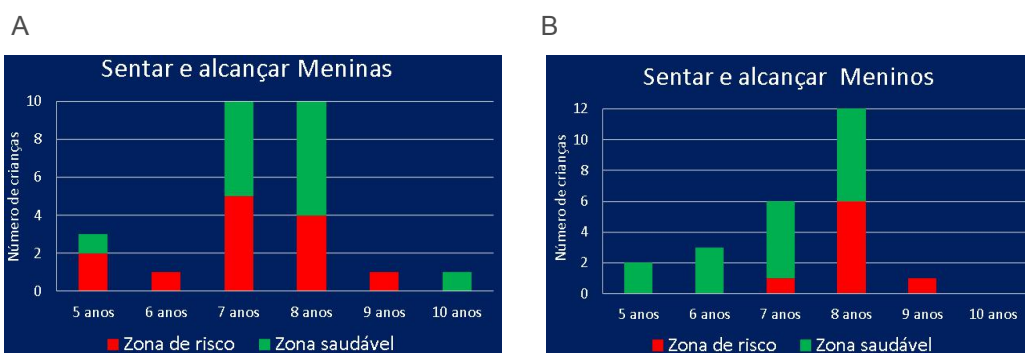 A
B
Sentar e alcançar Meninas
Número de crianças
10
8
6
4
2
0
5 anos 6 anos 7 anos 8 anos 9 anos 10 anos
Zona de risco Zona saudável
Sentar e alcançar Meninos
Número de crianças
12
10
8
6
4
2
0
5 anos 6 anos 7 anos 8 anos 9 anos 10 anos
Zona de risco Zona saudável